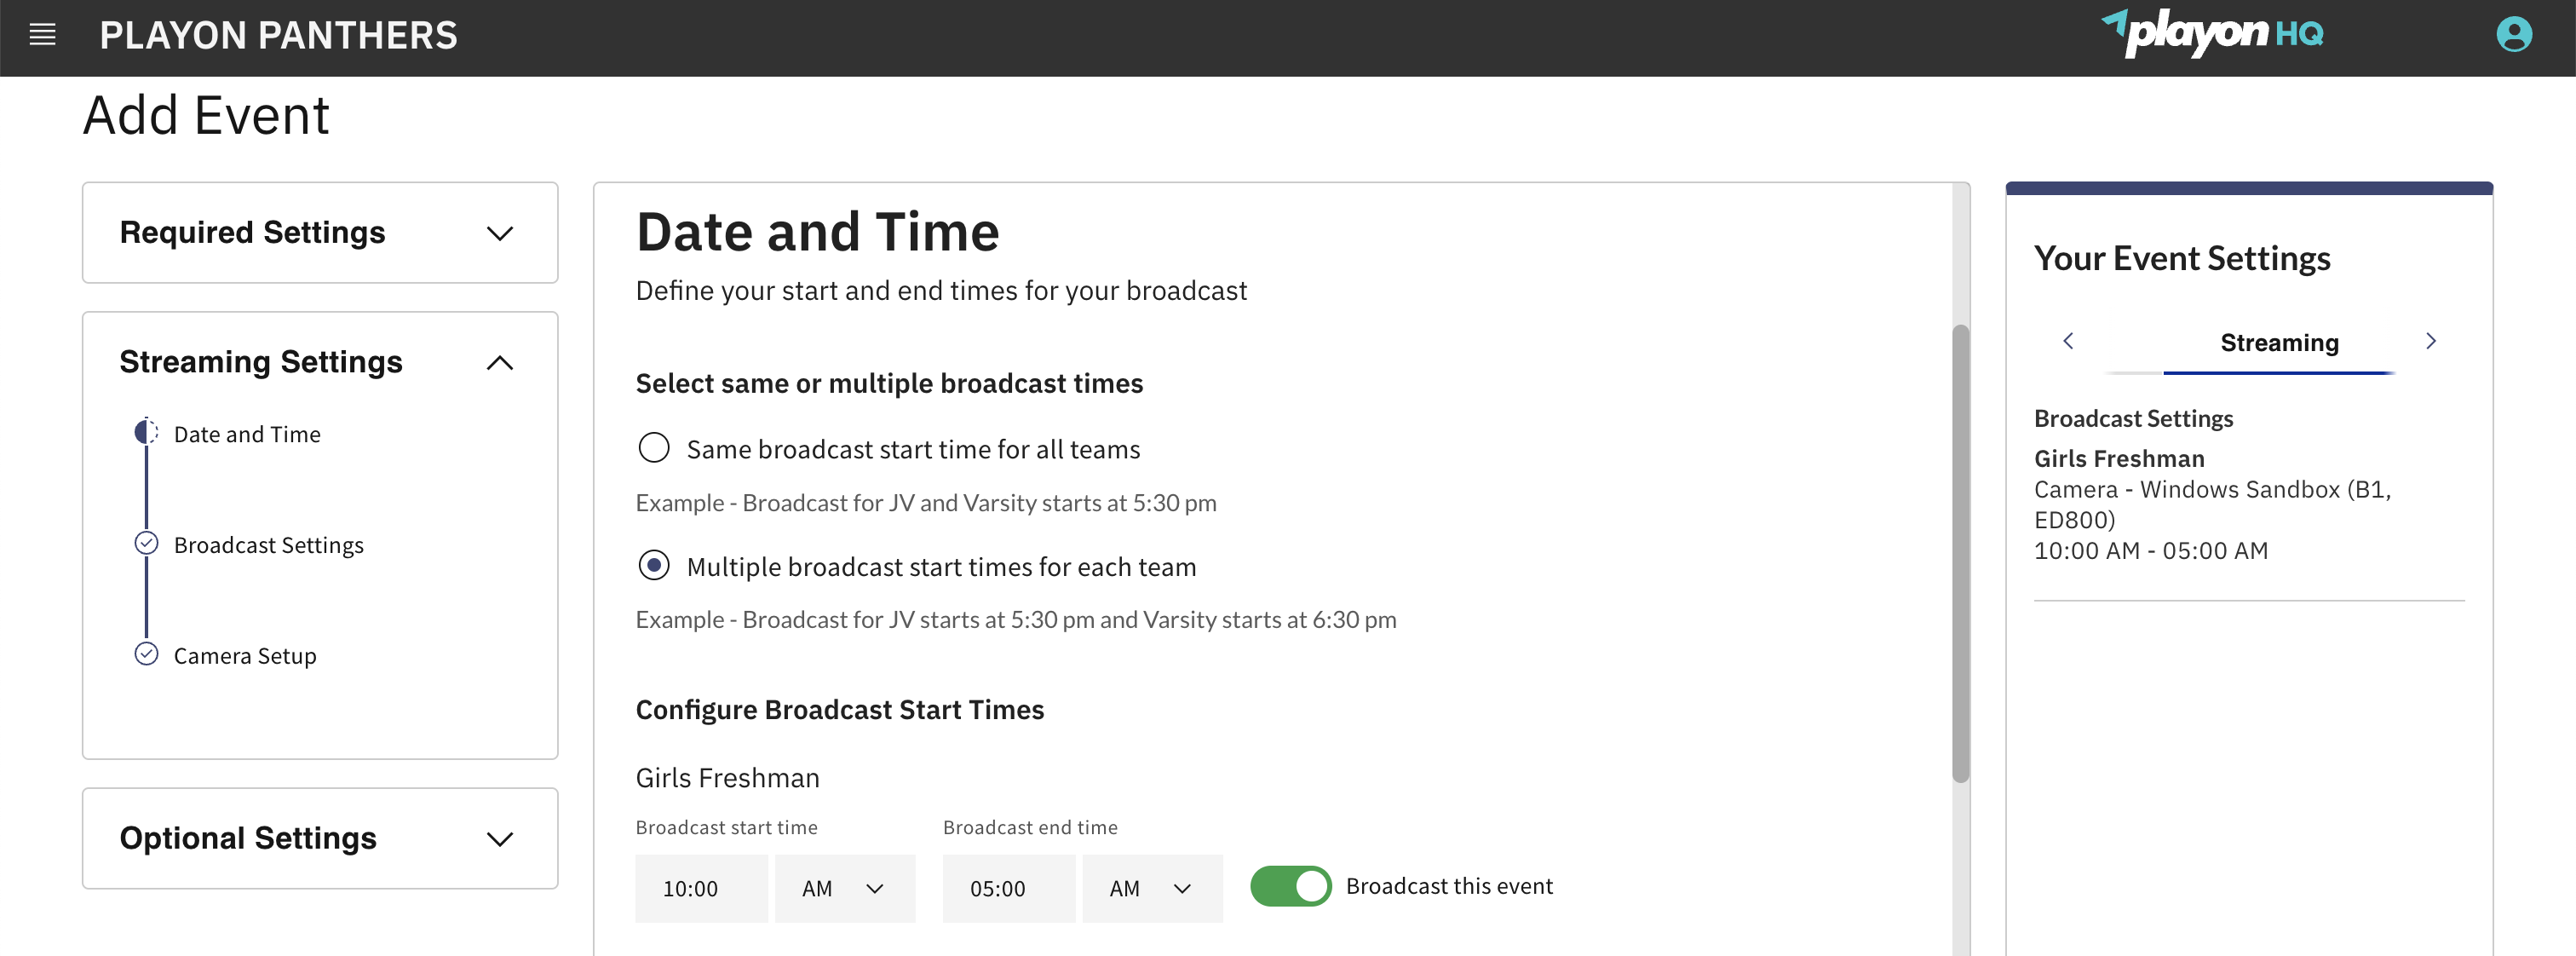 PLAYON PANTHERS
playon HQ
Add Event
Required Settings
Streaming Settings
Date and Time
Broadcast Settings
Camera Setup
Optional Settings
Date and Time
Define your start and end times for your broadcast
Select same or multiple broadcast times
Same broadcast start time for all teams
Example - Broadcast for JV and Varsity starts at 5:30 pm
Multiple broadcast start times for each team
Example - Broadcast for JV starts at 5:30 pm and Varsity starts at 6:30 pm
Configure Broadcast Start Times
Girls Freshman
Broadcast start time
Broadcast end time
10:00 AM
05:00 AM
Broadcast this event
Your Event Settings
Streaming
Broadcast Settings
Girls Freshman
Camera - Windows Sandbox (B1,
ED800)
10:00 AM - 05:00 AM